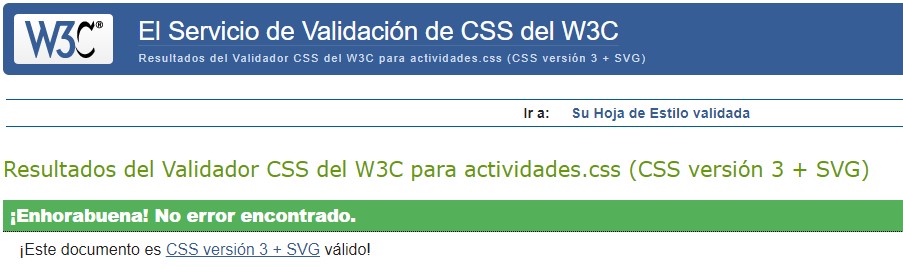 W3C®
El Servicio de Validación de CSS del W3C
Resultados del Validador CSS del W3C para actividades.css (CSS versión 3 + SVG)
Ir a: Su Hoja de Estilo validada
Resultados del Validador CSS del W3C para actividades.css (CSS versión 3 + SVG)
¡Enhorabuena! No error encontrado.
¡Este documento es CSS versión 3 + SVG válido!